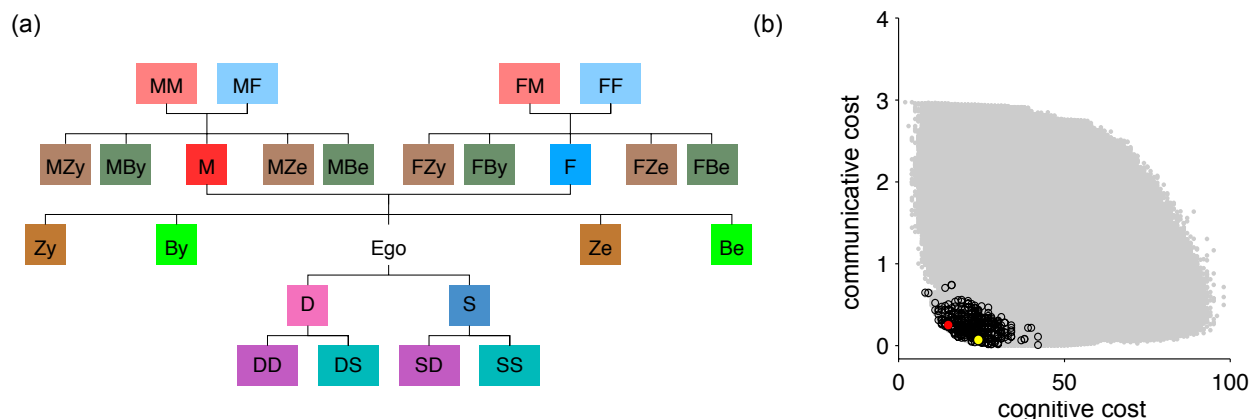 (a)
MM MF FM FF
MZy MBy M MZe MBe FZy FBy F FZe FBe
Zy By Ego Ze Be
D S
DD DS SD SS
(b)
communicative cost
4
3
2
1
0
0 50 100
cognitive cost